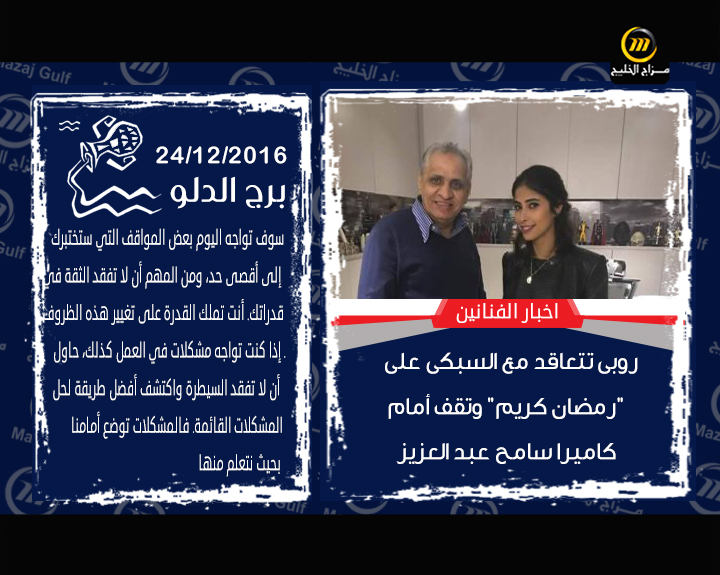 مزاج الخليج
Mazaj Gulf
24/12/2016
برج الدلو
سوف تواجه اليوم بعض المواقف التي ستختبرك
إلى أقصى حد، ومن المهم أن لا تفقد الثقة في
قدراتك. أنت تملك القدرة على تغيير هذه الظروف
. إذا كنت تواجه مشكلات في العمل كذلك، حاول
أن لا تفقد السيطرة واكتشف أفضل طريقة لحل
المشكلات القائمة. فالمشكلات توضع أمامنا
بحيث نتعلم منها
اخبار الفنانين
روبى تتعاقد مع السبكى على
"رمضان كريم" وتقف أمام
كاميرا سامح عبد العزيز